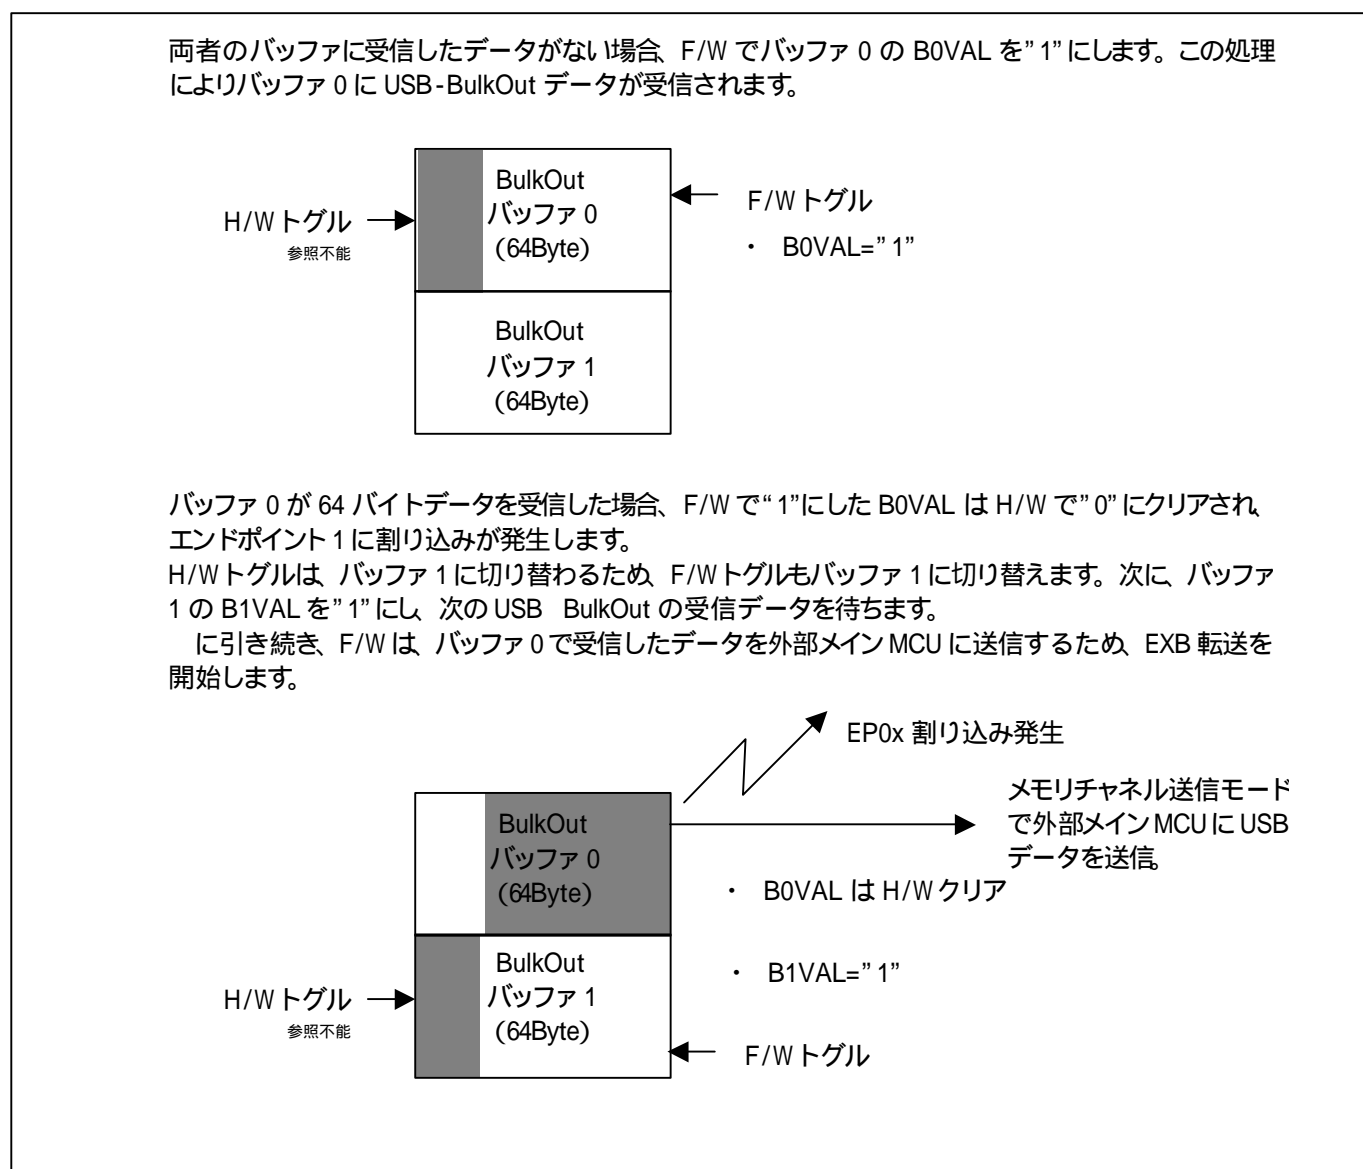 両者のバッファに受信したデータがない場合、F/W でバッファ 0 の B0VAL を”1”にします。この処理
によりバッファ 0 に USB-BulkOut データが受信されます。
BulkOut
バッファ 0
(64Byte)
H/Wトグル
参照不能
F/Wトグル
・ B0VAL=”1”
BulkOut
バッファ 1
(64Byte)
バッファ 0 が 64 バイトデータを受信した場合、F/W で“1”にした B0VAL は H/W で”0”にクリアされ、
エンドポイント 1 に割り込みが発生します。
H/Wトグルは、バッファ 1 に切り替わるため、F/Wトグルもバッファ 1 に切り替えます。次に、バッファ
1 の B1VAL を”1”にし、次の USB BulkOut の受信データを待ちます。
に引き続き、F/W は、バッファ 0 で受信したデータを外部メイン MCU に送信するため、EXB 転送を
開始します。
EP0x 割り込み発生
メモリチャネル送信モード
で外部メイン MCU に USB
データを送信。
BulkOut
バッファ 0
(64Byte)
・ B0VAL は H/W クリア
BulkOut
バッファ 1
(64Byte)
・ B1VAL=”1”
H/Wトグル
参照不能
F/Wトグル